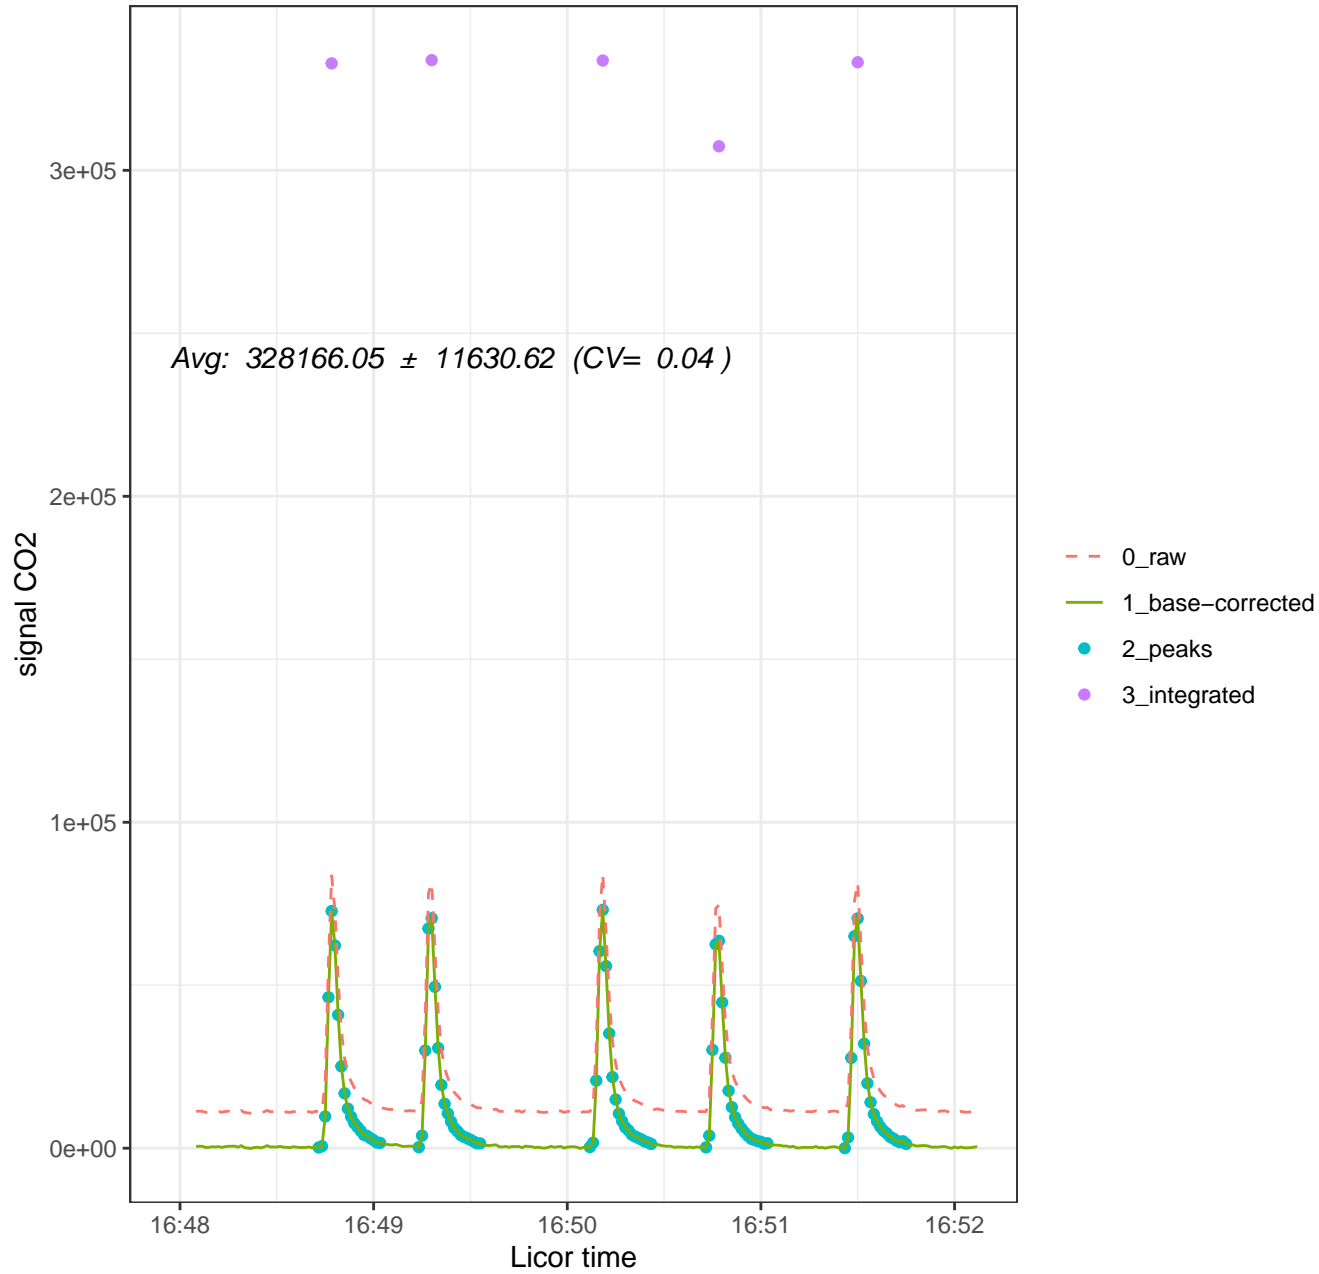 3e+05
2e+05
1e+05
0e+00
signal CO2
Avg: 328166.05 ± 11630.62 (CV= 0.04 )
16:48
16:49
16:50
16:51
16:52
Licor time
0_raw
1_base−corrected
2_peaks
3_integrated